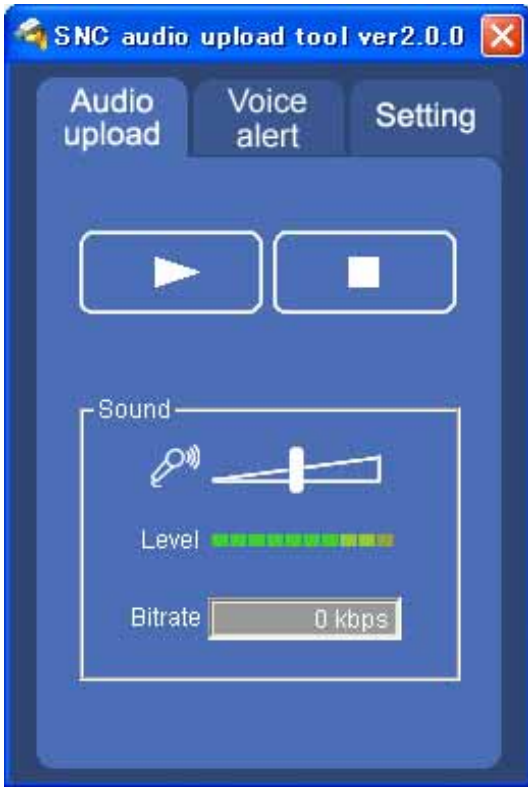 SNC audio upload tool ver2.0.0
Audio
upload
Voice
alert
Setting
Sound
Level
Bitrate
0 kbps